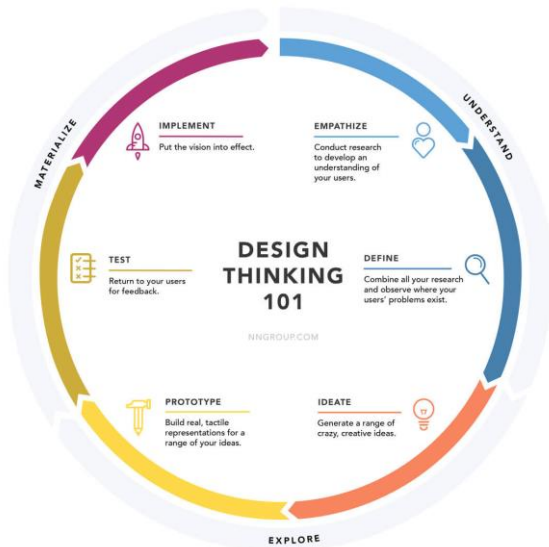 DESIGN
THINKING
101
NNGROUP.COM
UNDERSTAND
EMPATHIZE
Conduct research
to develop an
understanding of
your users.
DEFINE
Combine all your research
and observe where your
users' problems exist.
EXPLORE
IDEATE
Generate a range of
crazy, creative ideas.
PROTOTYPE
Build real, tactile
representations for a
range of your ideas.
MATERIALIZE
TEST
Return to your users
for feedback.
IMPLEMENT
Put the vision into effect.